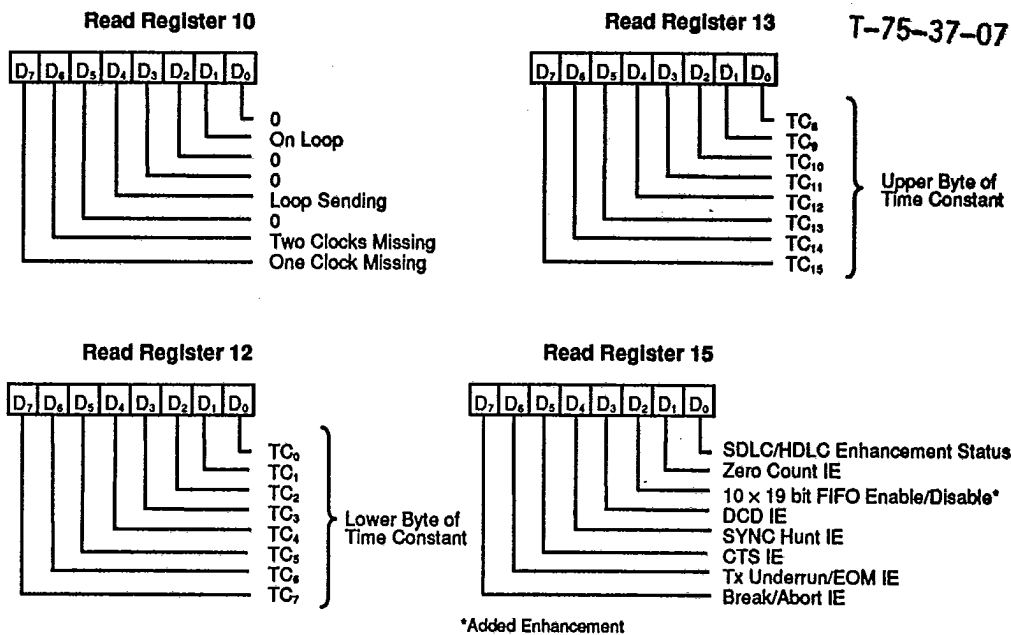 Read Register 10
D₇ D₆ D₅ D₄ D₃ D₂ D₁ D₀
0
On Loop
0
0
Loop Sending
0
Two Clocks Missing
One Clock Missing
Read Register 13
T-75-37-07
D₇ D₆ D₅ D₄ D₃ D₂ D₁ D₀
TC₈
TC₉
TC₁₀
TC₁₁
TC₁₂
TC₁₃
TC₁₄
TC₁₅
Upper Byte of
Time Constant
Read Register 12
D₇ D₆ D₅ D₄ D₃ D₂ D₁ D₀
TC₀
TC₁
TC₂
TC₃
TC₄
TC₅
TC₆
TC₇
Lower Byte of
Time Constant
Read Register 15
D₇ D₆ D₅ D₄ D₃ D₂ D₁ D₀
SDLC/HDLC Enhancement Status
Zero Count IE
10 × 19 bit FIFO Enable/Disable*
DCD IE
SYNC Hunt IE
CTS IE
Tx Underrun/EOM IE
Break/Abort IE
*Added Enhancement